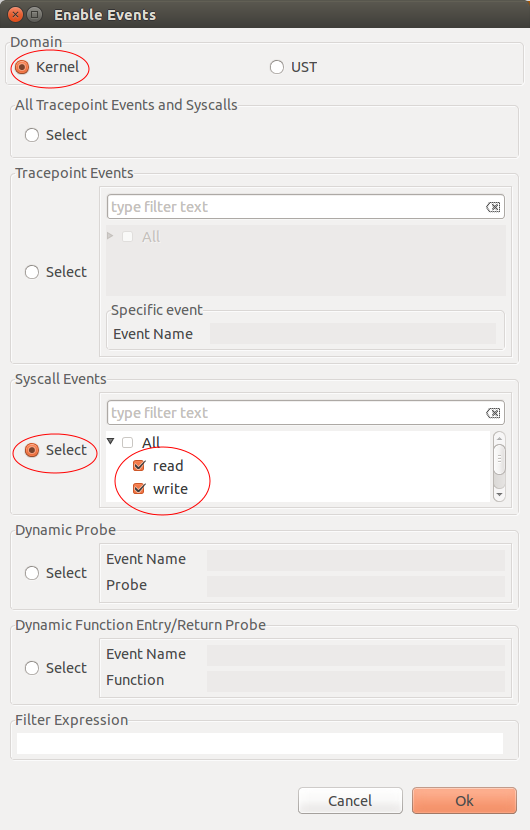 Enable Events
Domain
Kernel
UST
All Tracepoint Events and Syscalls
Select
Tracepoint Events
type filter text
All
Select
Specific event
Event Name
Syscall Events
type filter text
Select
All
read
write
Dynamic Probe
Event Name
Select
Probe
Dynamic Function Entry/Return Probe
Event Name
Select
Function
Filter Expression
Cancel
Ok